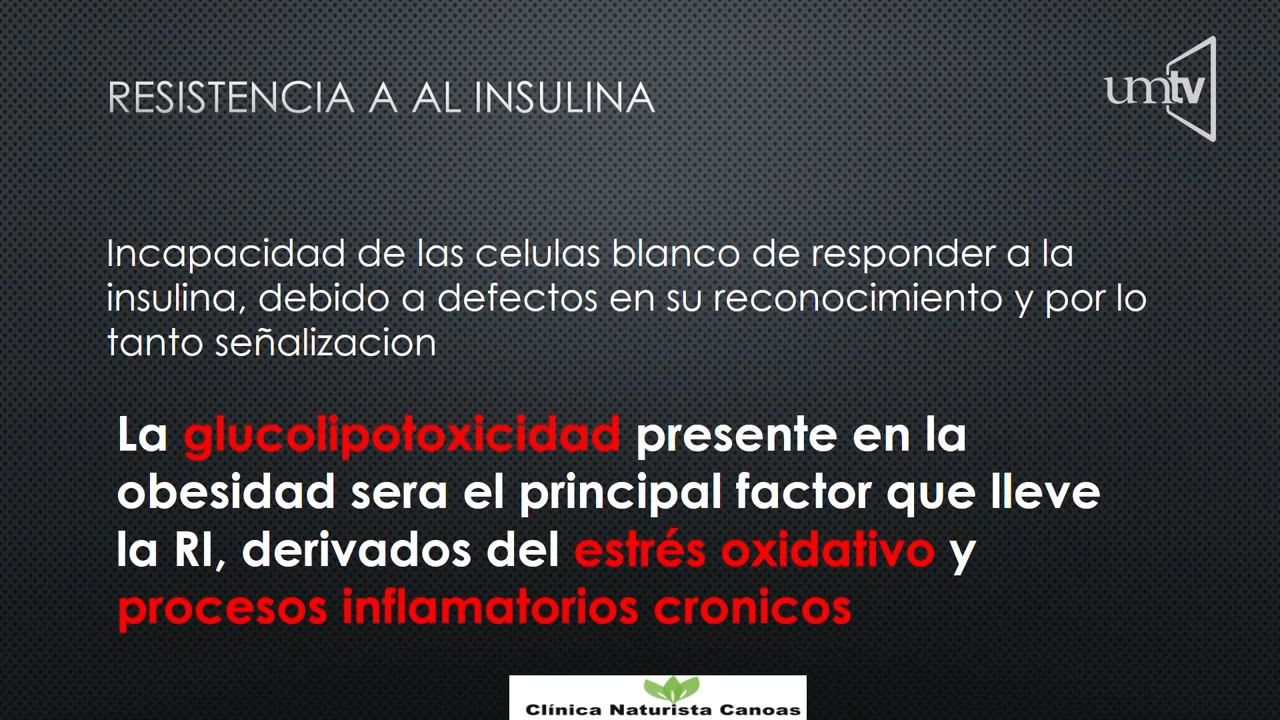 RESISTENCIA A AL INSULINA
umtv
Incapacidad de las celulas blanco de responder a la
insulina, debido a defectos en su reconocimiento y por lo
tanto señalizacion
La glucolipotoxicidad presente en la
obesidad sera el principal factor que lleve
la RI, derivados del estrés oxidativo y
procesos inflamatorios cronicos
Clínica Naturista Canoas